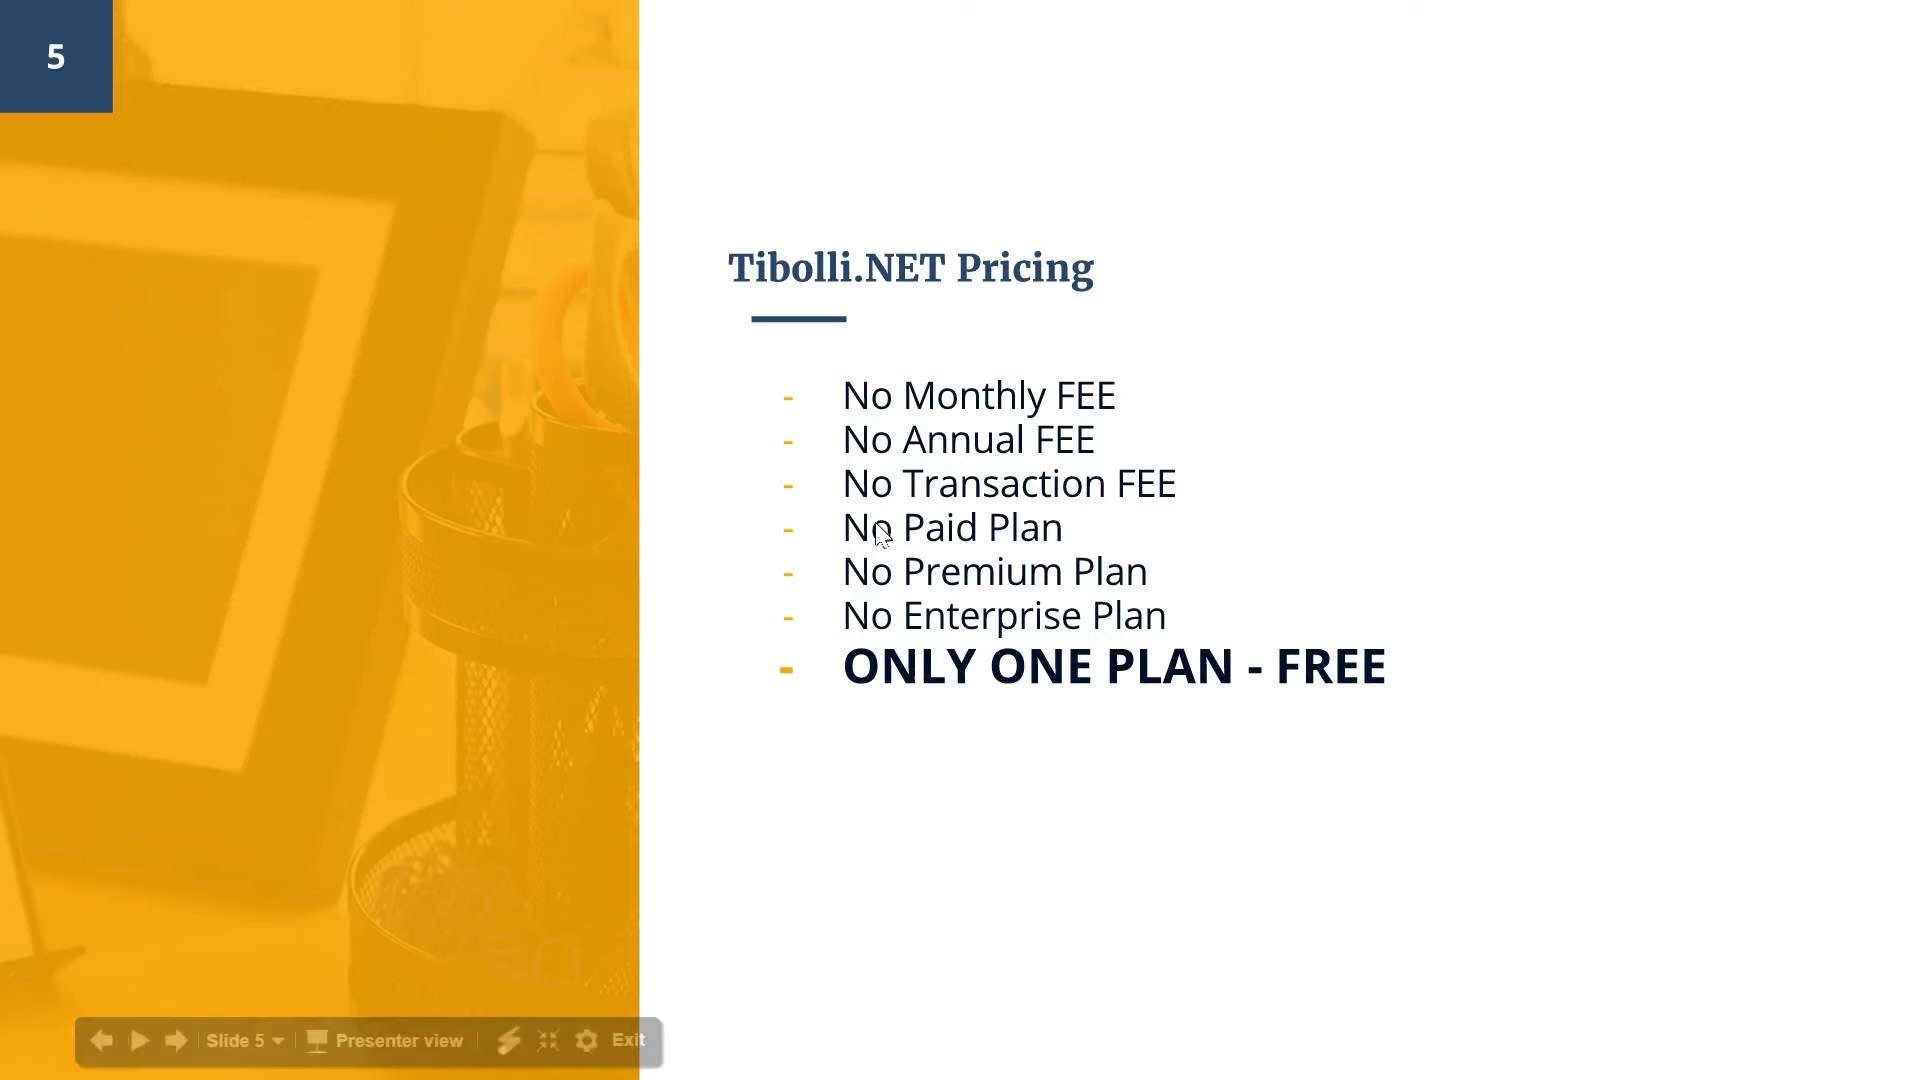 5
Tibolli.NET Pricing
- No Monthly FEE
- No Annual FEE
- No Transaction FEE
- No Paid Plan
- No Premium Plan
- No Enterprise Plan
- ONLY ONE PLAN - FREE
Slide 5
Presenter view
Exit